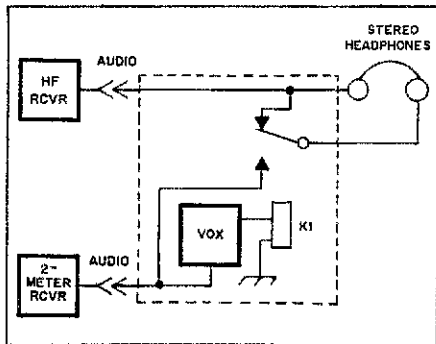 STEREO
HEADPHONES
AUDIO
HF
RCVR
VOX
K1
AUDIO
2-
METER
RCVR